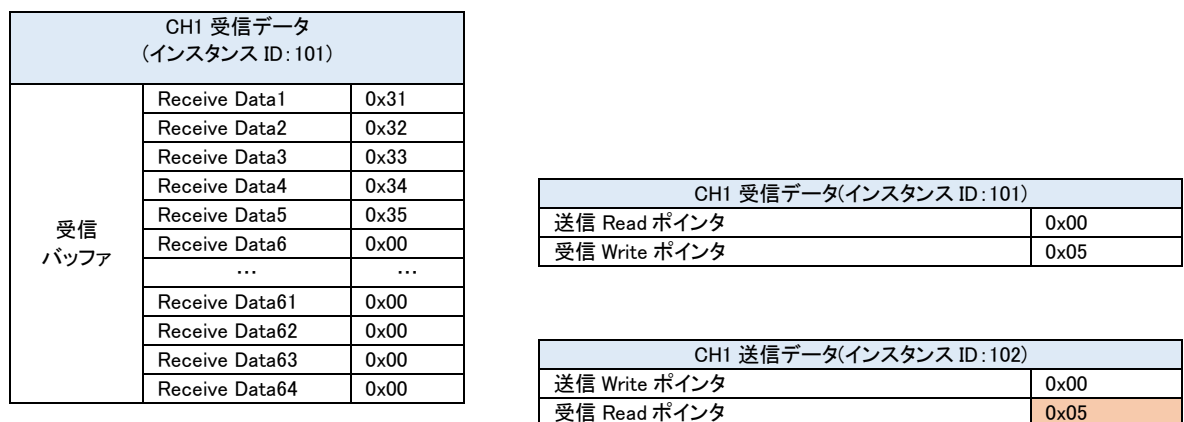 CH1 受信データ
(インスタンス ID：101)
受信
バッファ
Receive Data1 0x31
Receive Data2 0x32
Receive Data3 0x33
Receive Data4 0x34
Receive Data5 0x35
Receive Data6 0x00
… …
Receive Data61 0x00
Receive Data62 0x00
Receive Data63 0x00
Receive Data64 0x00
CH1 受信データ(インスタンス ID：101)
送信 Read ポインタ 0x00
受信 Write ポインタ 0x05
CH1 送信データ(インスタンス ID：102)
送信 Write ポインタ 0x00
受信 Read ポインタ 0x05